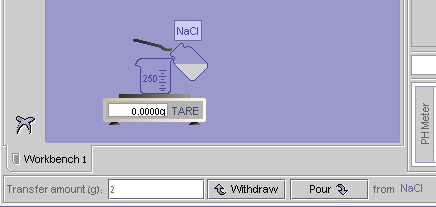 NaCl
250
0.0000g TARE
PH Meter
Workbench 1
Transfer amount (g): 2 Withdraw Pour from NaCl